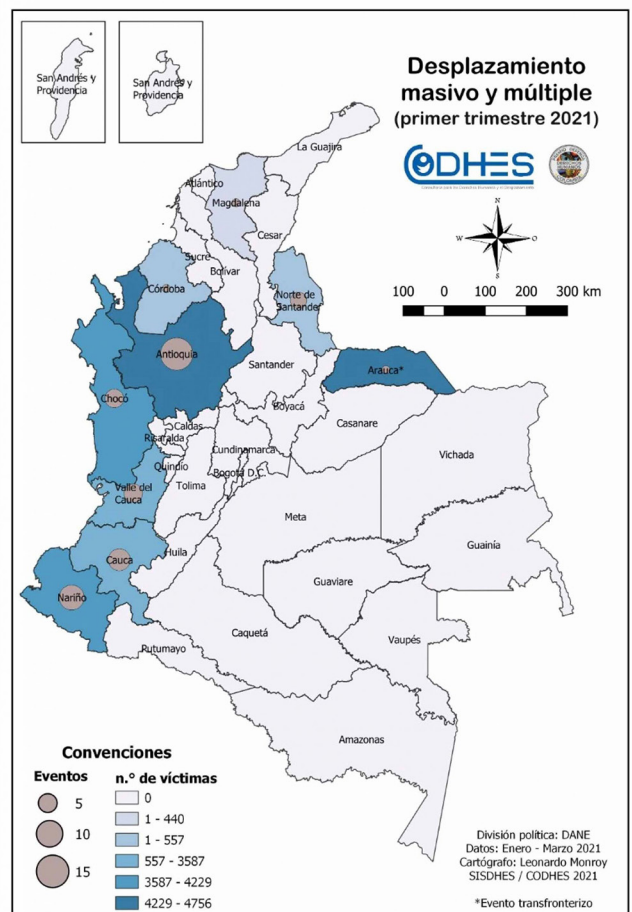 Desplazamiento
masivo y múltiple
(primer trimestre 2021)
CODHES
N
W
O
S
100 0 100 200 300 km
San Andrés y
Providencia
San Andrés y
Providencia
La Guajira
Atlántico
Magdalena
Cesar
Sucre
Bolívar
Córdoba
Norte de
Santander
Antioquia
Santander
Arauca*
Chocó
Boyacá
Caldas
Casanare
Risaralda
Cundinamarca
Vichada
Quindío
Bogotá D.C.
Valle del
Cauca
Tolima
Meta
Guainía
Cauca
Huila
Guaviare
Nariño
Caquetá
Vaupés
Putumayo
Amazonas
Convenciones
Eventos
5
10
15
n.° de víctimas
0
1 - 440
1 - 557
557 - 3587
3587 - 4229
4229 - 4756
División política: DANE
Datos: Enero - Marzo 2021
Cartógrafo: Leonardo Monroy
SISDHES / CODHES 2021
*Evento transfronterizo